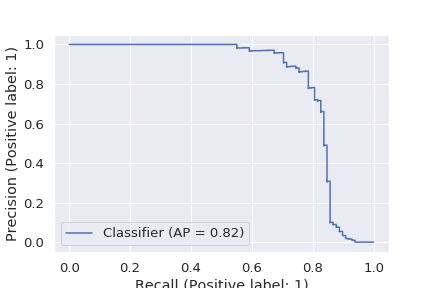 Precision (Positive label: 1)
1.0
0.8
0.6
0.4
0.2
0.0
Classifier (AP = 0.82)
0.0 0.2 0.4 0.6 0.8 1.0
Recall (Positive label: 1)